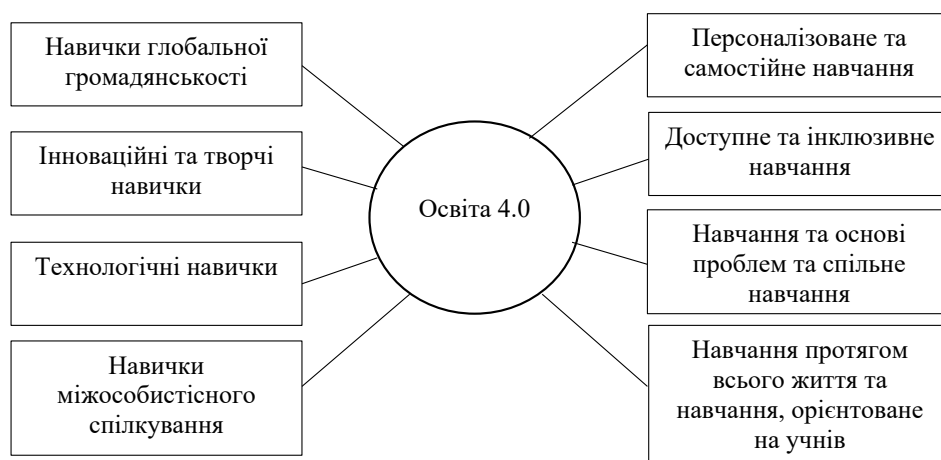 Навички глобальної
громадянськості
Інноваційні та творчі
навички
Технологічні навички
Навички
міжособистісного
спілкування
Освіта 4.0
Персоналізоване та
самостійне навчання
Доступне та інклюзивне
навчання
Навчання та основі
проблем та спільне
навчання
Навчання протягом
всього життя та
навчання, орієнтоване
на учнів